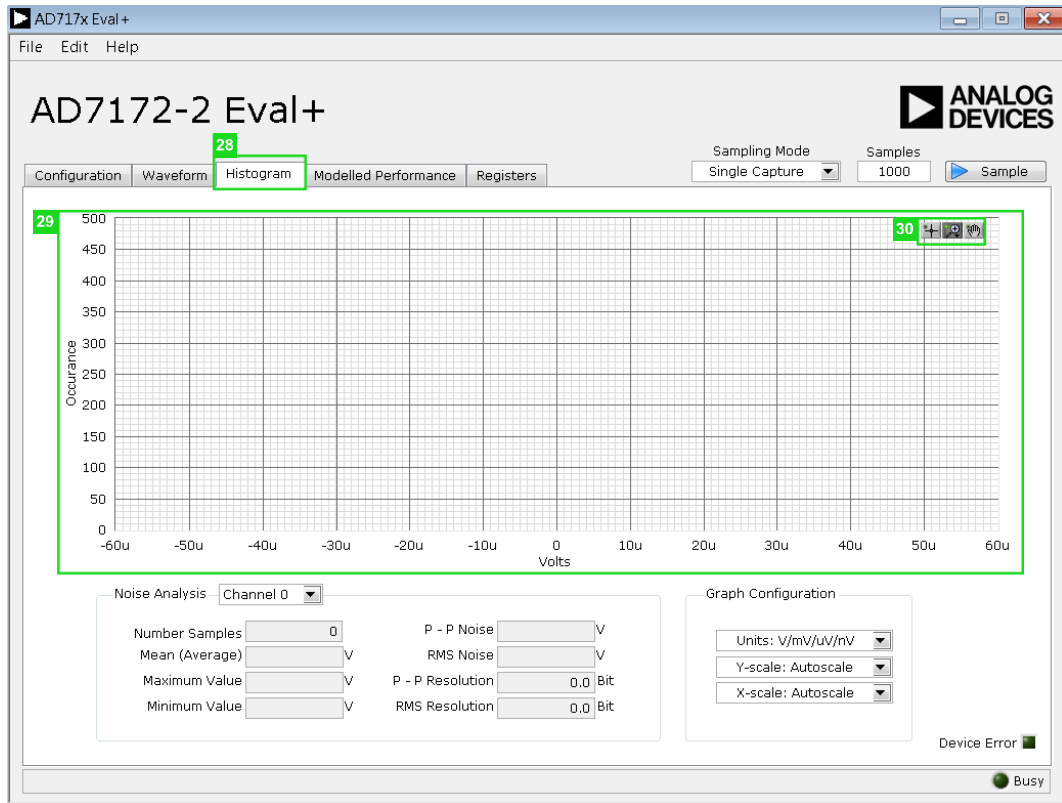 AD717x Eval+
File Edit Help
AD7172-2 Eval+
ANALOG
DEVICES
28
Sampling Mode
Samples
Configuration Waveform Histogram Modelled Performance Registers
Single Capture
1000
Sample
29
30
500
450
400
350
300
250
200
150
100
50
0
Occurance
-60u -50u -40u -30u -20u -10u 0 10u 20u 30u 40u 50u 60u
Volts
Noise Analysis Channel 0
Number Samples 0
Mean (Average) V
Maximum Value V
Minimum Value V
P - P Noise V
RMS Noise V
P - P Resolution 0.0 Bit
RMS Resolution 0.0 Bit
Graph Configuration
Units: V/mV/uV/nV
Y-scale: Autoscale
X-scale: Autoscale
Device Error
Busy